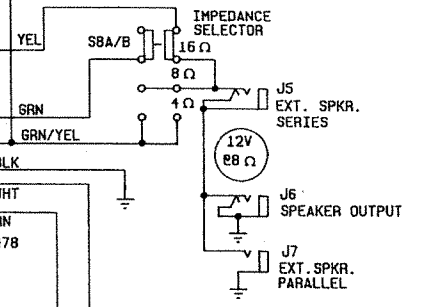 IMPEDANCE
SELECTOR
YEL
S8A/B
16 Ω
8 Ω
4 Ω
J5
EXT. SPKR.
SERIES
GRN
GRN/YEL
12V
@8 Ω
BLK
J6
SPEAKER OUTPUT
J7
EXT.SPKR.
PARALLEL